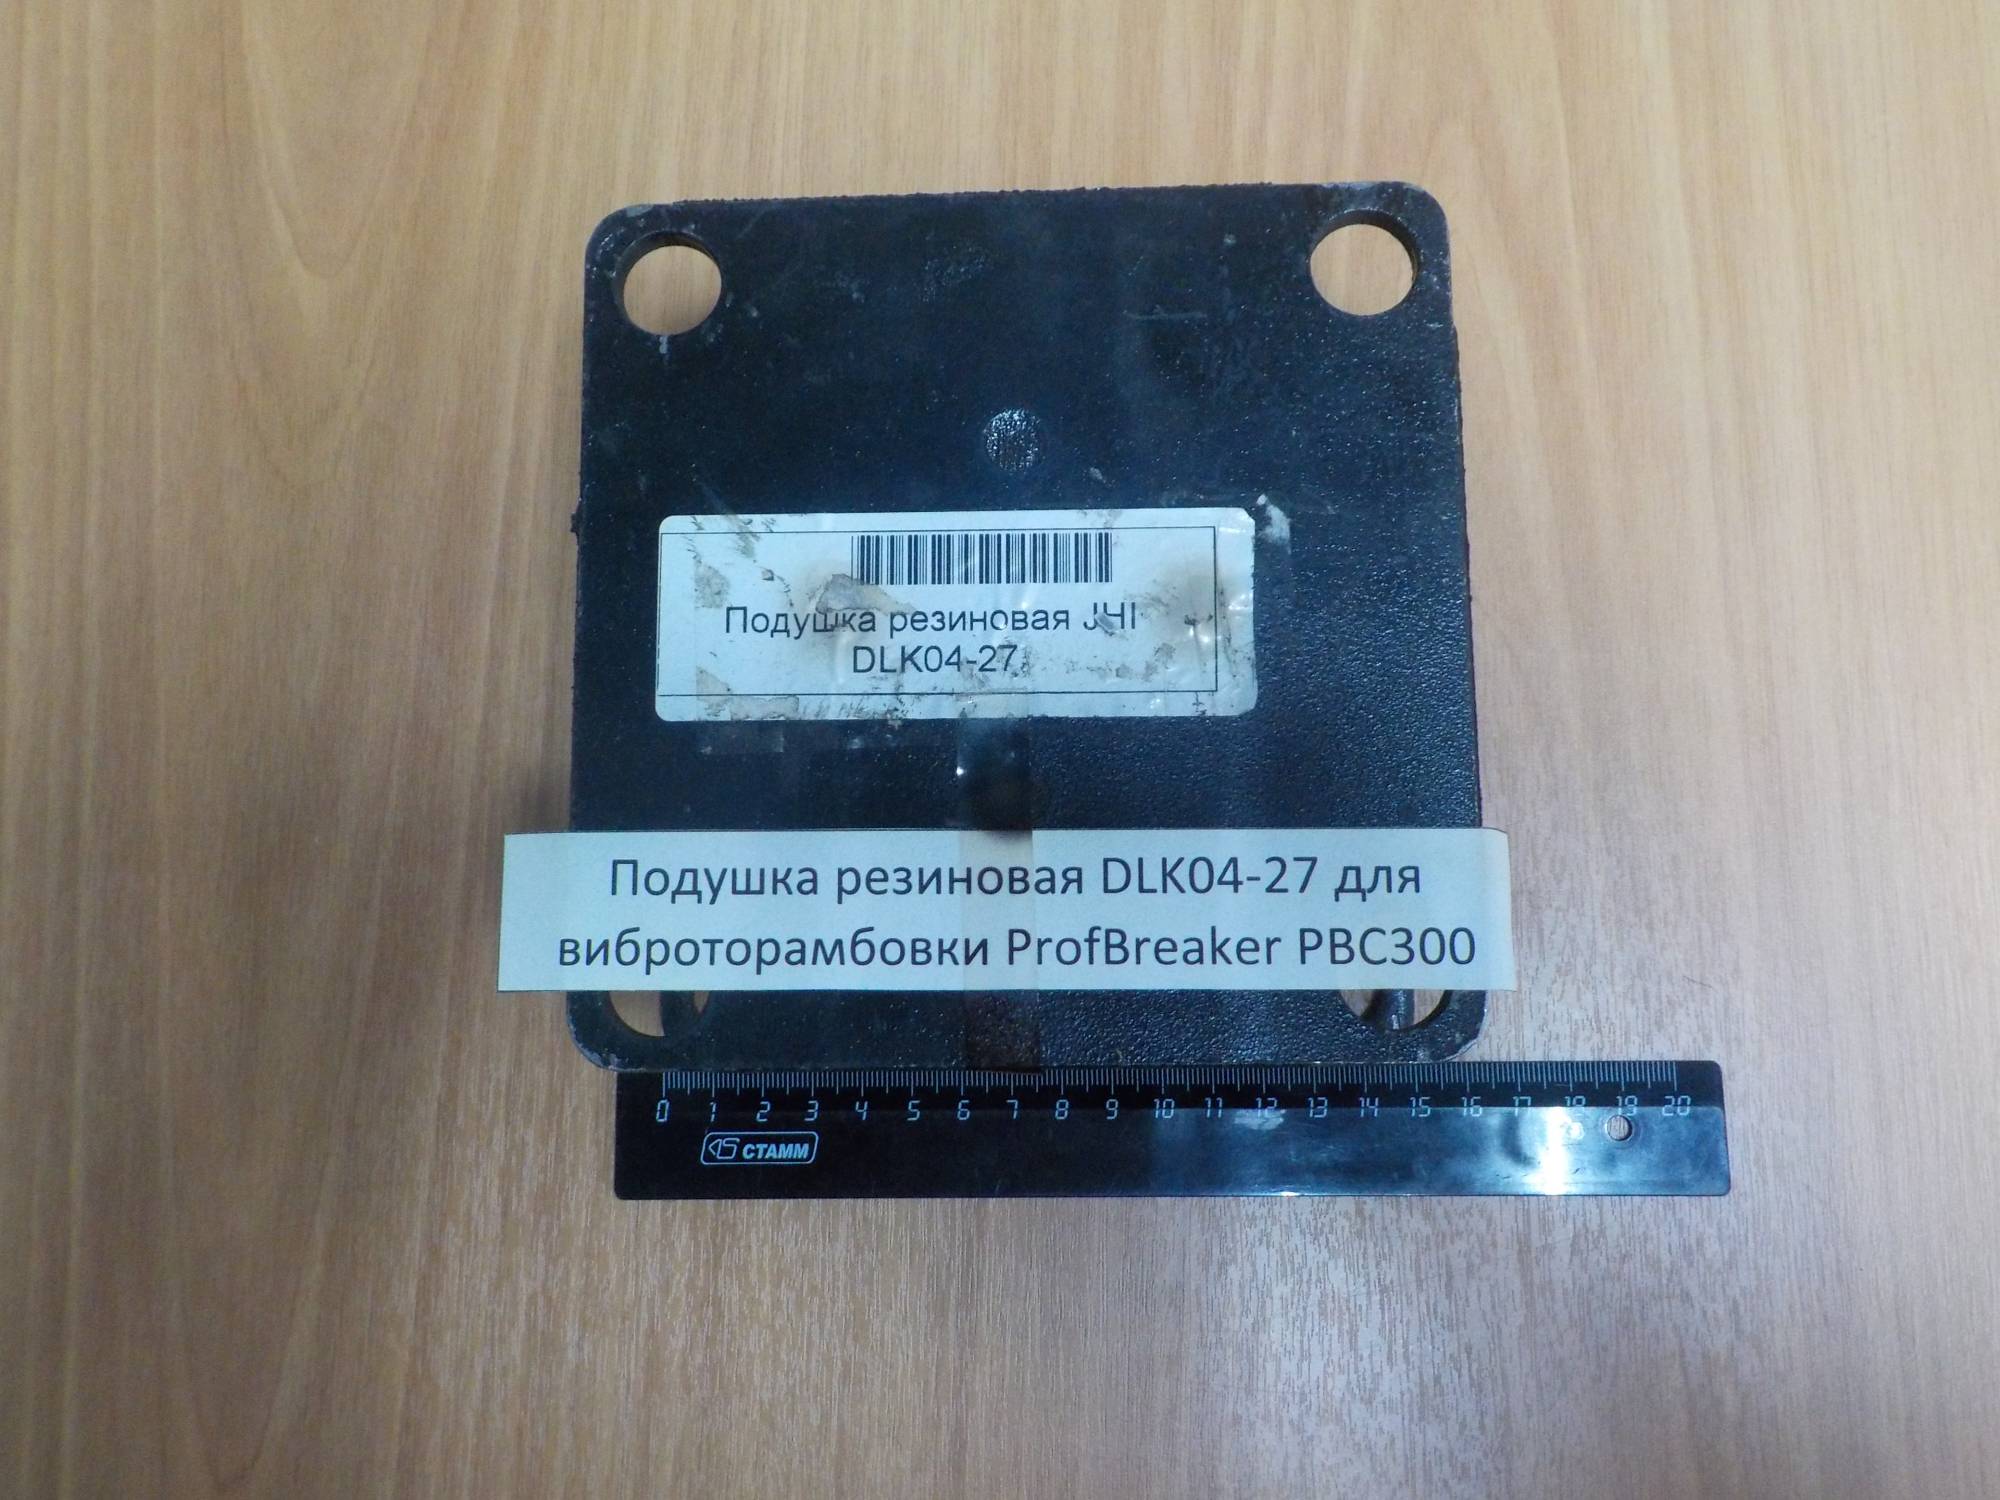 Подушка резиновая JHI
DLK04-27
Подушка резиновая DLK04-27 для
виброторамбовки ProfBreaker PBC300
0 1 2 3 4 5 6 7 8 9 10 11 12 13 14 15 16 17 18 19 20
СТАММ